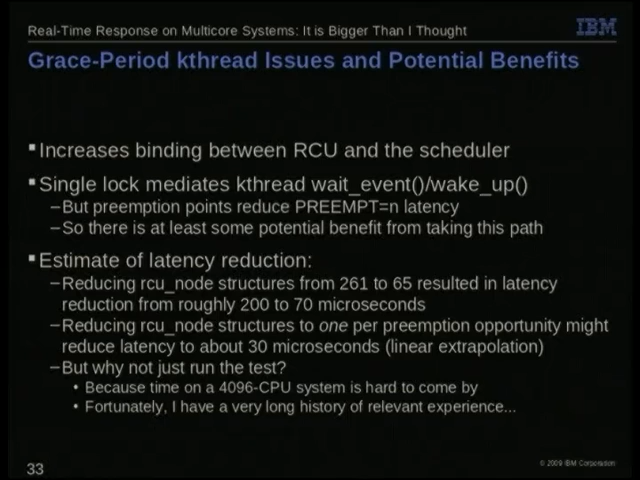 Real-Time Response on Multicore Systems: It is Bigger Than I Thought
IBM
Grace-Period kthread Issues and Potential Benefits
▪Increases binding between RCU and the scheduler
▪Single lock mediates kthread wait_event()/wake_up()
–But preemption points reduce PREEMPT=n latency
–So there is at least some potential benefit from taking this path
▪Estimate of latency reduction:
–Reducing rcu_node structures from 261 to 65 resulted in latency
reduction from roughly 200 to 70 microseconds
–Reducing rcu_node structures to one per preemption opportunity might
reduce latency to about 30 microseconds (linear extrapolation)
–But why not just run the test?
• Because time on a 4096-CPU system is hard to come by
• Fortunately, I have a very long history of relevant experience...
33
© 2009 IBM Corporation